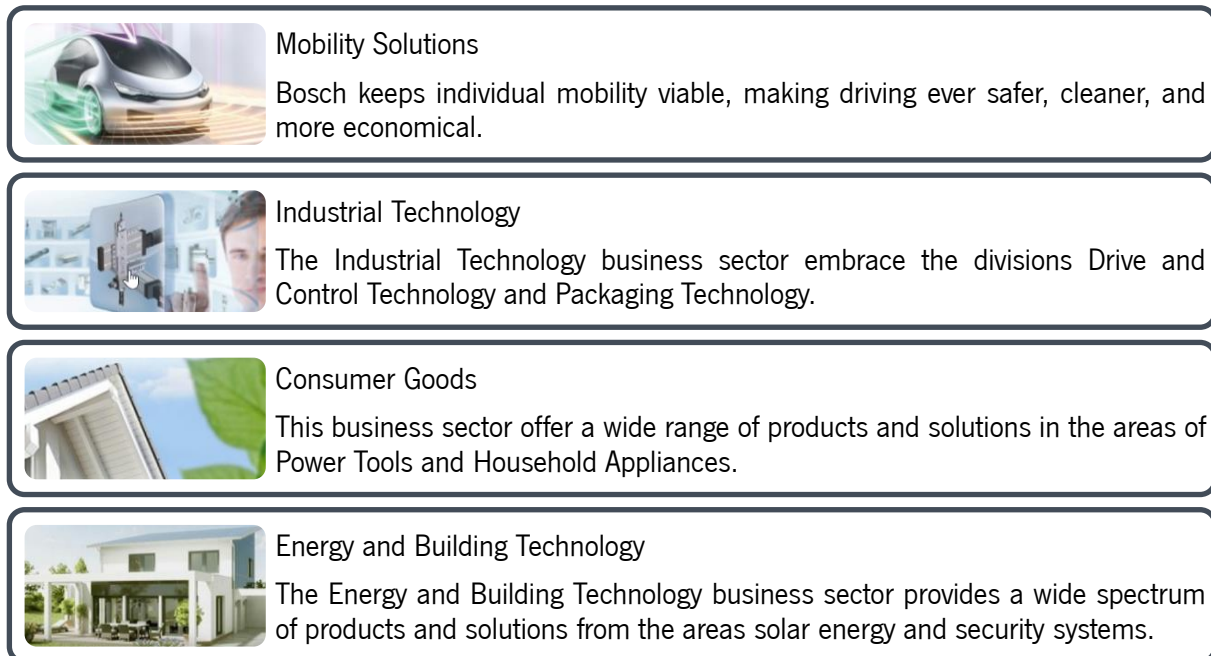 Mobility Solutions
Bosch keeps individual mobility viable, making driving ever safer, cleaner, and
more economical.
Industrial Technology
The Industrial Technology business sector embrace the divisions Drive and
Control Technology and Packaging Technology.
Consumer Goods
This business sector offer a wide range of products and solutions in the areas of
Power Tools and Household Appliances.
Energy and Building Technology
The Energy and Building Technology business sector provides a wide spectrum
of products and solutions from the areas solar energy and security systems.